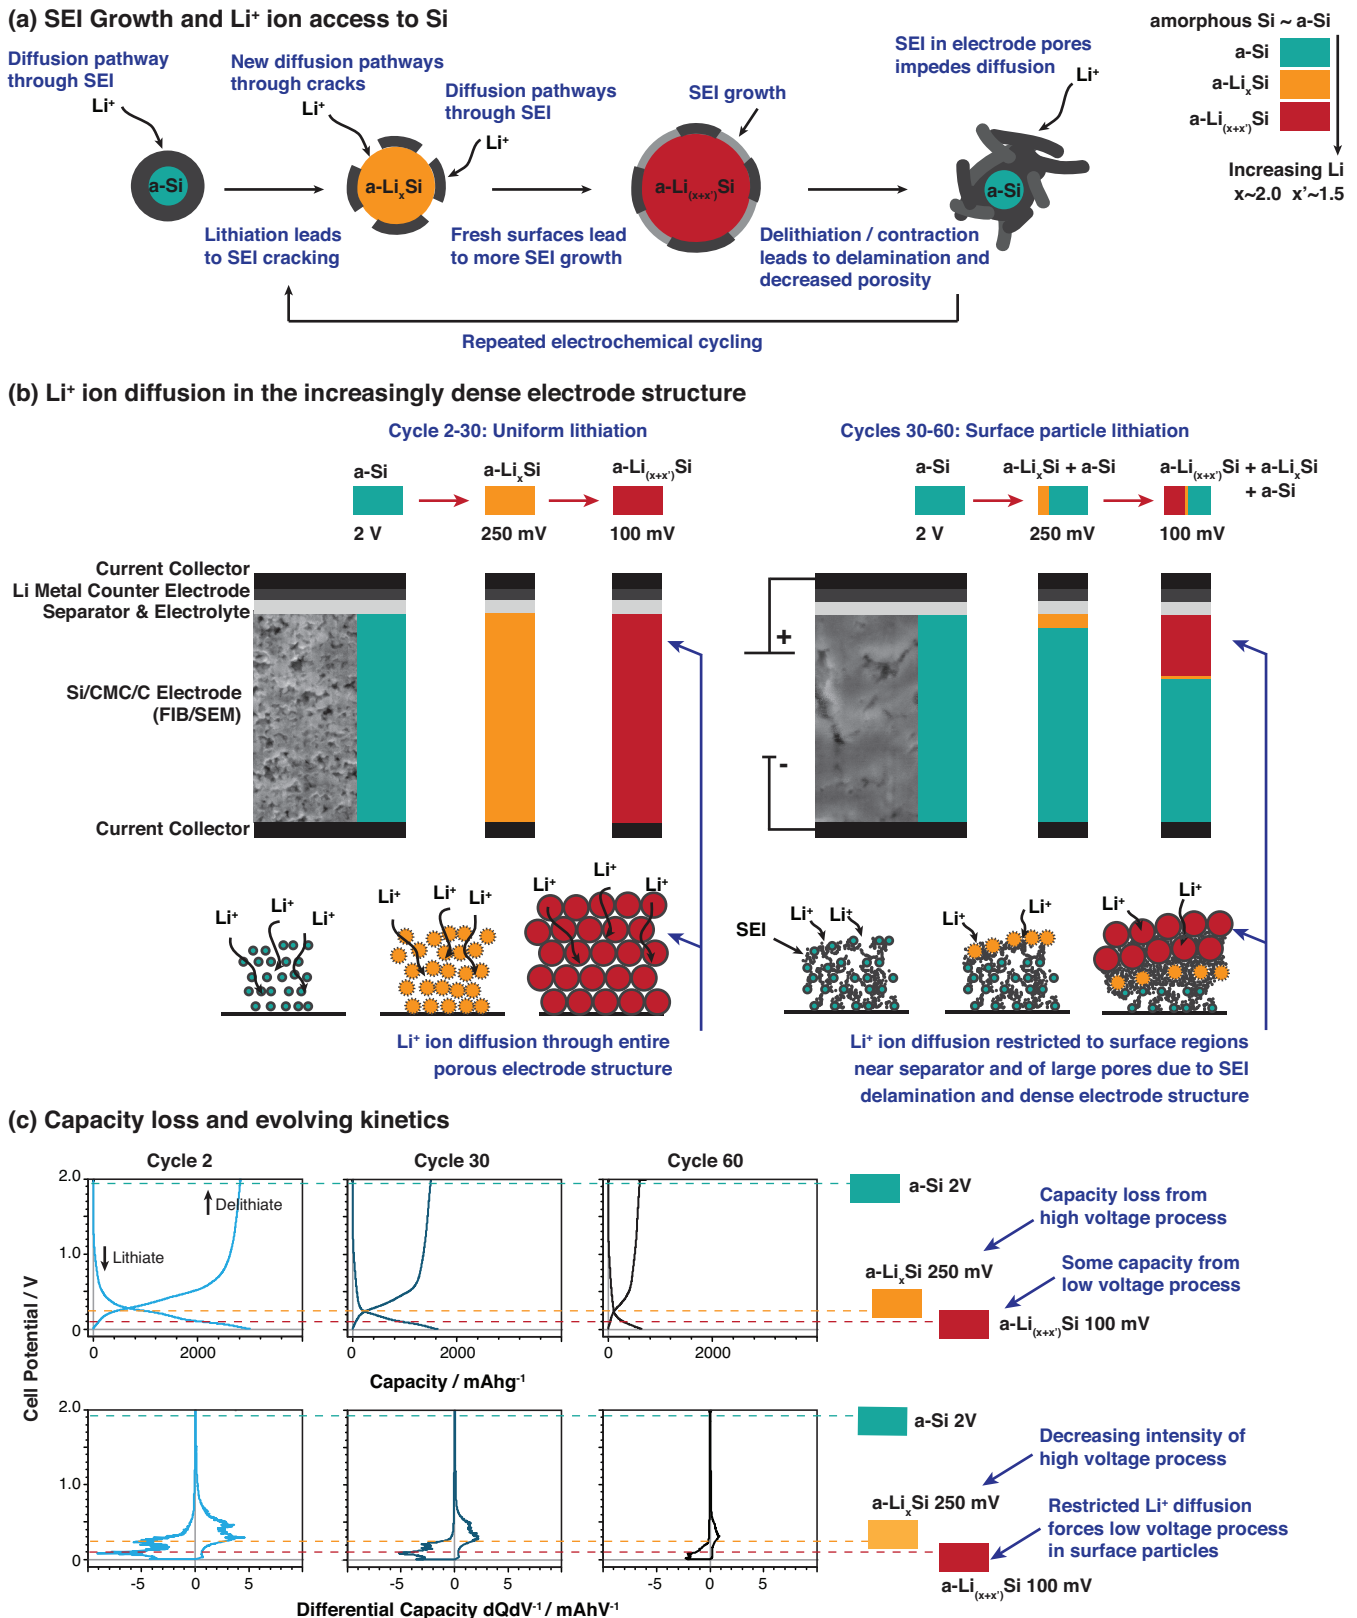 (a) SEI Growth and Li⁺ ion access to Si
amorphous Si ~ a-Si
a-Si
a-LiₓSi
a-Li₍ₓ₊ₓ'₎Si
Increasing Li
x~2.0 x'~1.5
Diffusion pathway
through SEI
Li⁺
New diffusion pathways
through cracks
Li⁺
Diffusion pathways
through SEI
Li⁺
SEI growth
SEI in electrode pores
impedes diffusion
Li⁺
a-Si
a-LiₓSi
a-Li₍ₓ₊ₓ'₎Si
a-Si
Lithiation leads
to SEI cracking
Fresh surfaces lead
to more SEI growth
Delithiation / contraction
leads to delamination and
decreased porosity
Repeated electrochemical cycling
(b) Li⁺ ion diffusion in the increasingly dense electrode structure
Cycle 2-30: Uniform lithiation
a-Si
a-LiₓSi
a-Li₍ₓ₊ₓ'₎Si
2 V
250 mV
100 mV
Cycles 30-60: Surface particle lithiation
a-Si
a-LiₓSi + a-Si
a-Li₍ₓ₊ₓ'₎Si + a-LiₓSi
+ a-Si
2 V
250 mV
100 mV
Current Collector
Li Metal Counter Electrode
Separator & Electrolyte
Si/CMC/C Electrode
(FIB/SEM)
Current Collector
+
-
Li⁺
Li⁺
Li⁺
Li⁺
Li⁺
Li⁺
Li⁺
Li⁺
Li⁺
SEI
Li⁺
Li⁺
Li⁺
Li⁺
Li⁺
Li⁺
Li⁺ ion diffusion through entire
porous electrode structure
Li⁺ ion diffusion restricted to surface regions
near separator and of large pores due to SEI
delamination and dense electrode structure
(c) Capacity loss and evolving kinetics
Cycle 2
Cycle 30
Cycle 60
2.0
1.0
0
Delithiate
Lithiate
0 2000
0 2000
0 2000
Capacity / mAhg⁻¹
Cell Potential / V
a-Si 2V
Capacity loss from
high voltage process
a-LiₓSi 250 mV
Some capacity from
low voltage process
a-Li₍ₓ₊ₓ'₎Si 100 mV
2.0
1.0
0
-5 0 5
-5 0 5
-5 0 5
Differential Capacity dQdV⁻¹ / mAhV⁻¹
a-Si 2V
Decreasing intensity of
high voltage process
a-LiₓSi 250 mV
Restricted Li⁺ diffusion
forces low voltage process
in surface particles
a-Li₍ₓ₊ₓ'₎Si 100 mV